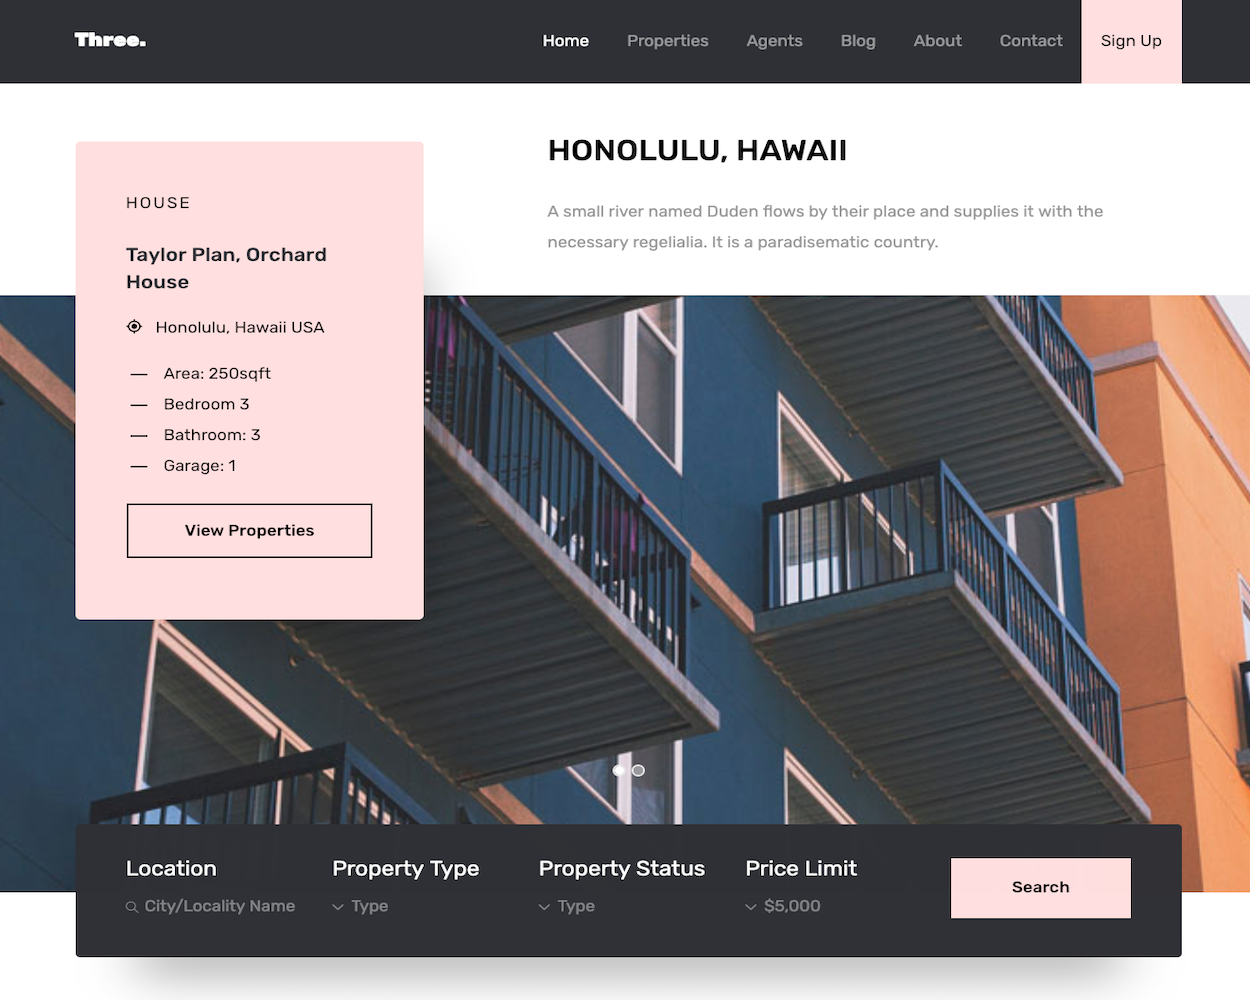 Three.
Home Properties Agents Blog About Contact Sign Up
HONOLULU, HAWAII
A small river named Duden flows by their place and supplies it with the
necessary regelialia. It is a paradisematic country.
HOUSE
Taylor Plan, Orchard
House
Honolulu, Hawaii USA
Area: 250sqft
Bedroom 3
Bathroom: 3
Garage: 1
View Properties
Location Property Type Property Status Price Limit
City/Locality Name Type Type $5,000
Search